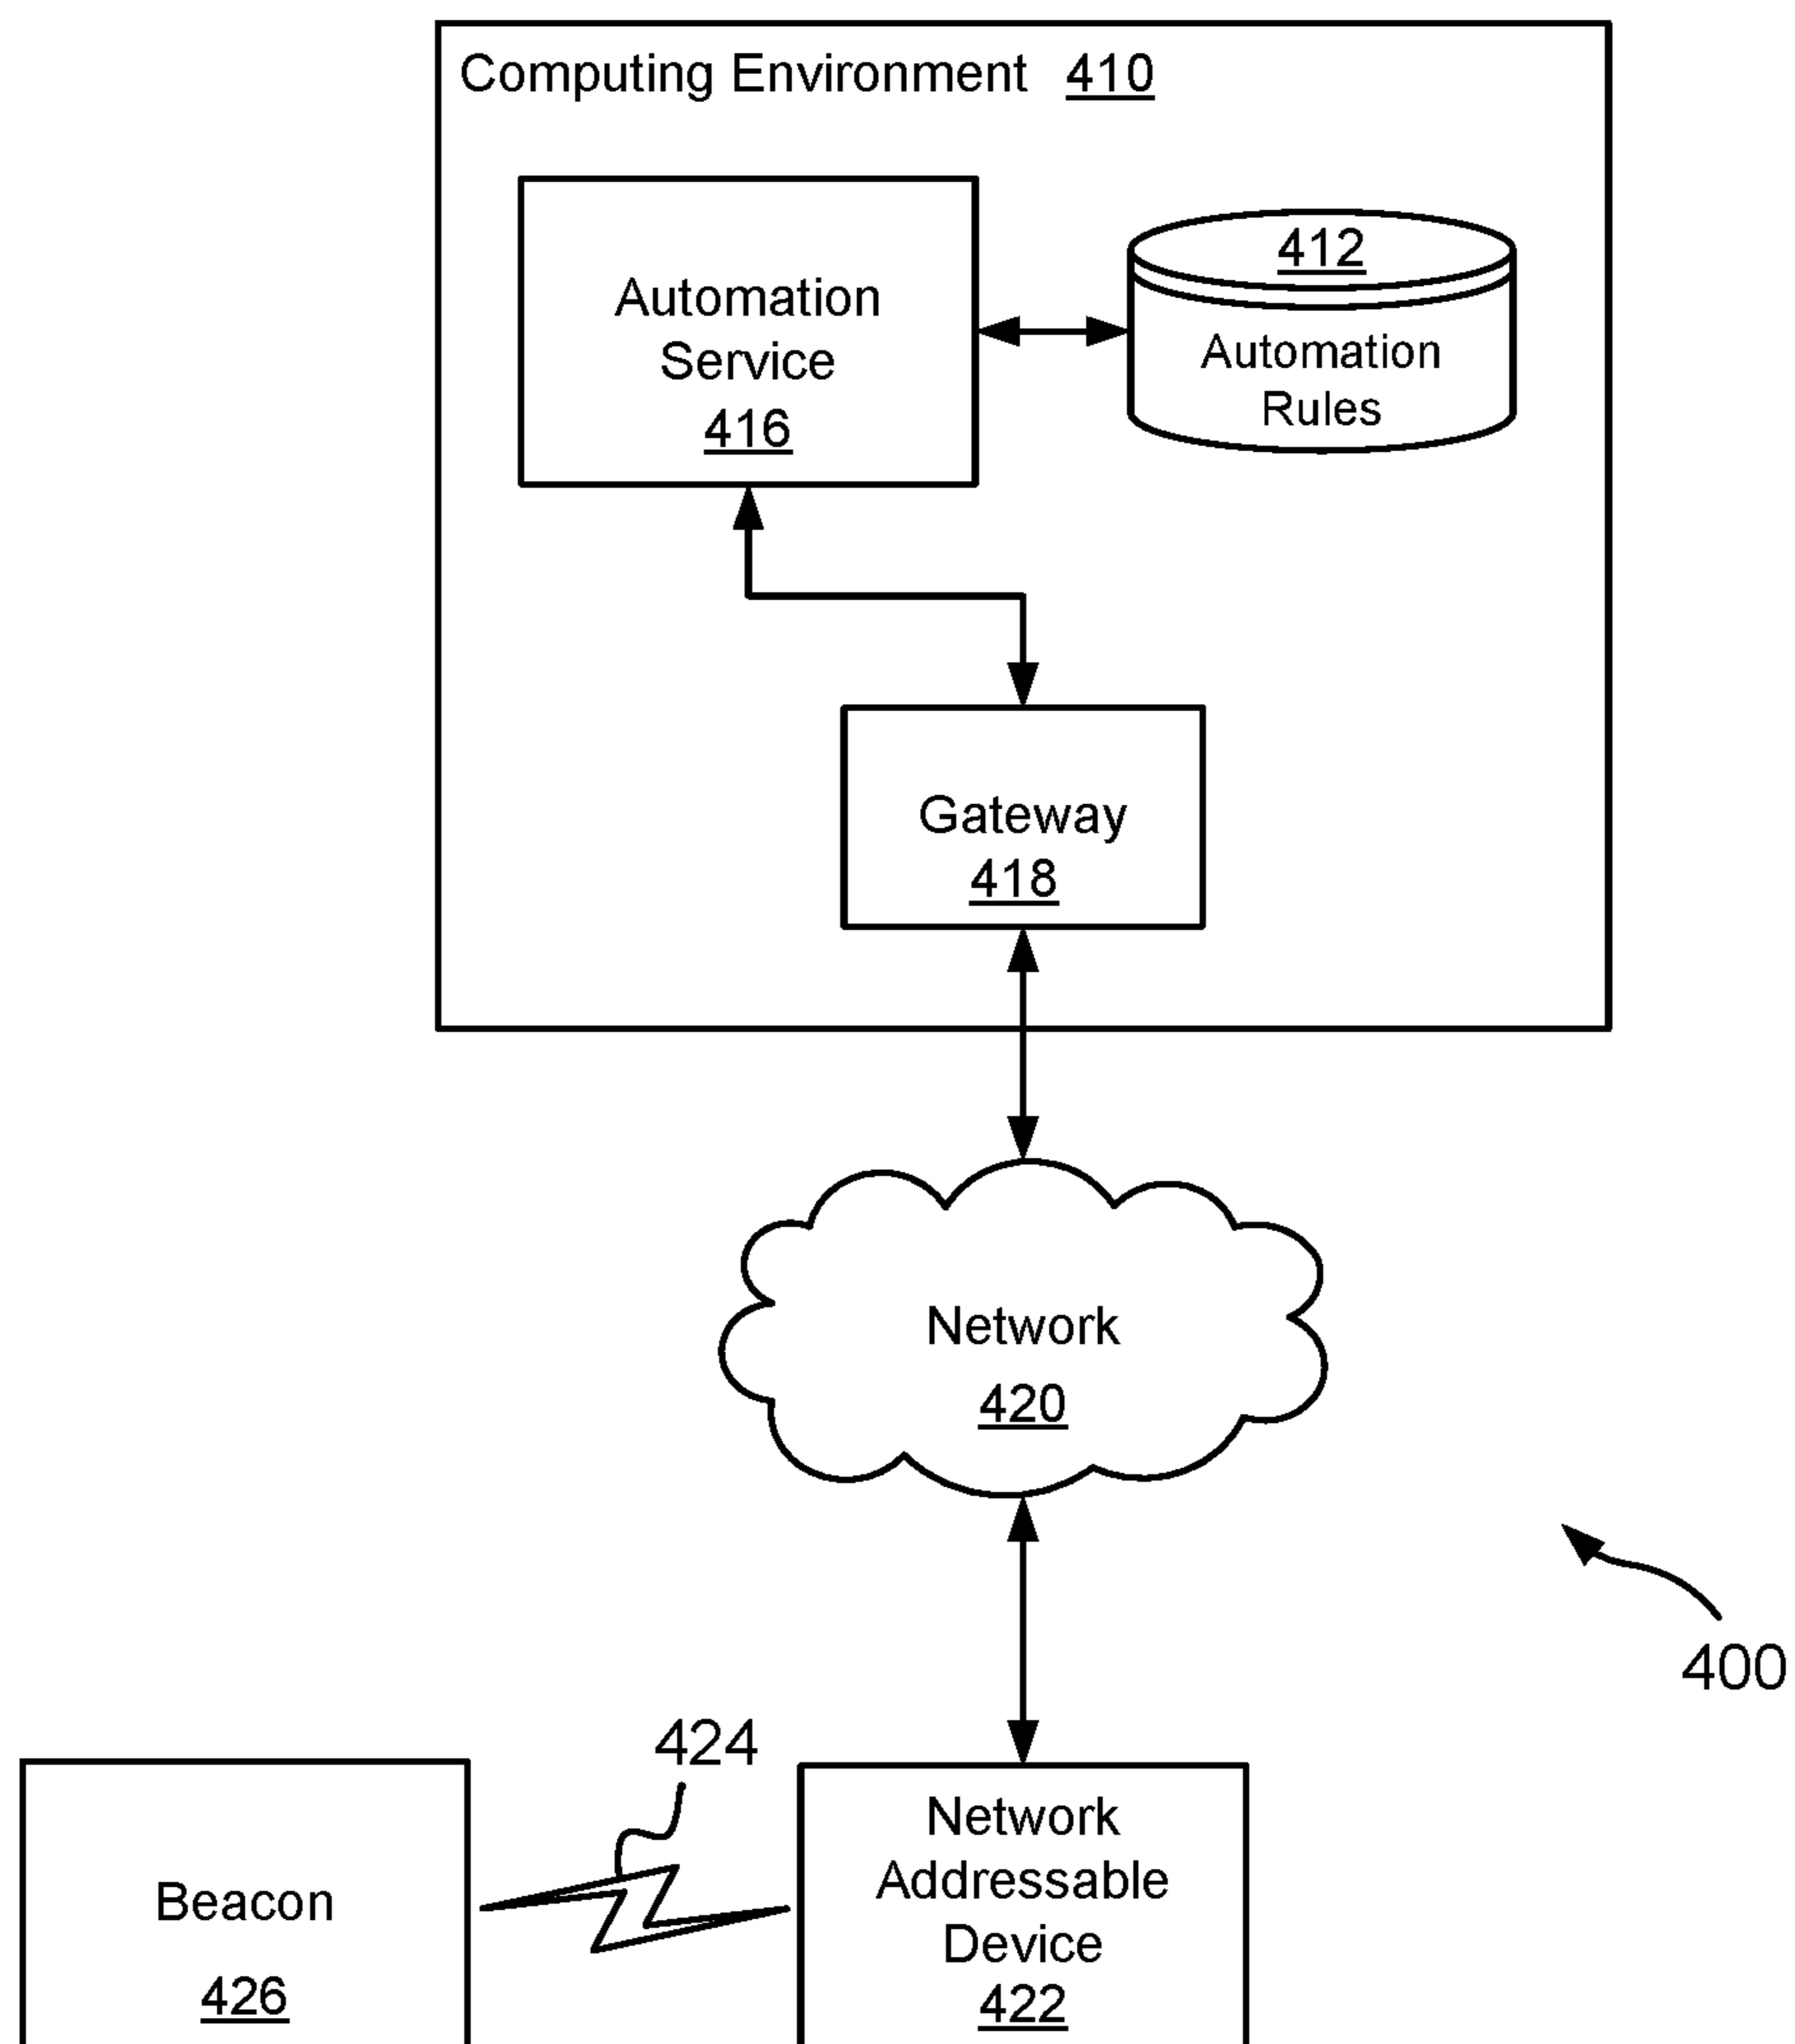 Computing Environment 410
412
Automation
Service
416
Automation
Rules
Gateway
418
Network
420
400
424
Network
Addressable
Device
422
Beacon
426